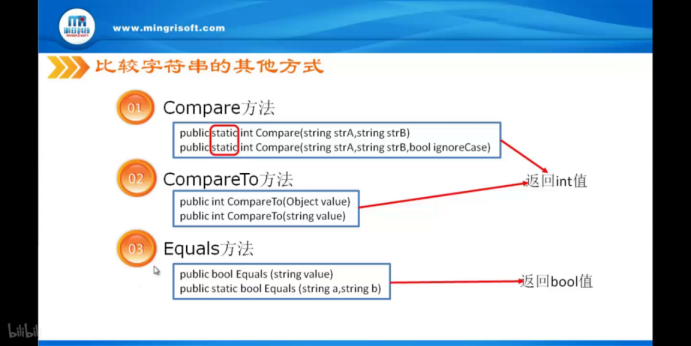 明日科技
www.mingrisoft.com
比较字符串的其他方式
01 Compare方法
public static int Compare(string strA,string strB)
public static int Compare(string strA,string strB,bool ignoreCase)
返回int值
02 CompareTo方法
public int CompareTo(Object value)
public int CompareTo(string value)
03 Equals方法
public bool Equals (string value)
public static bool Equals (string a,string b)
返回bool值